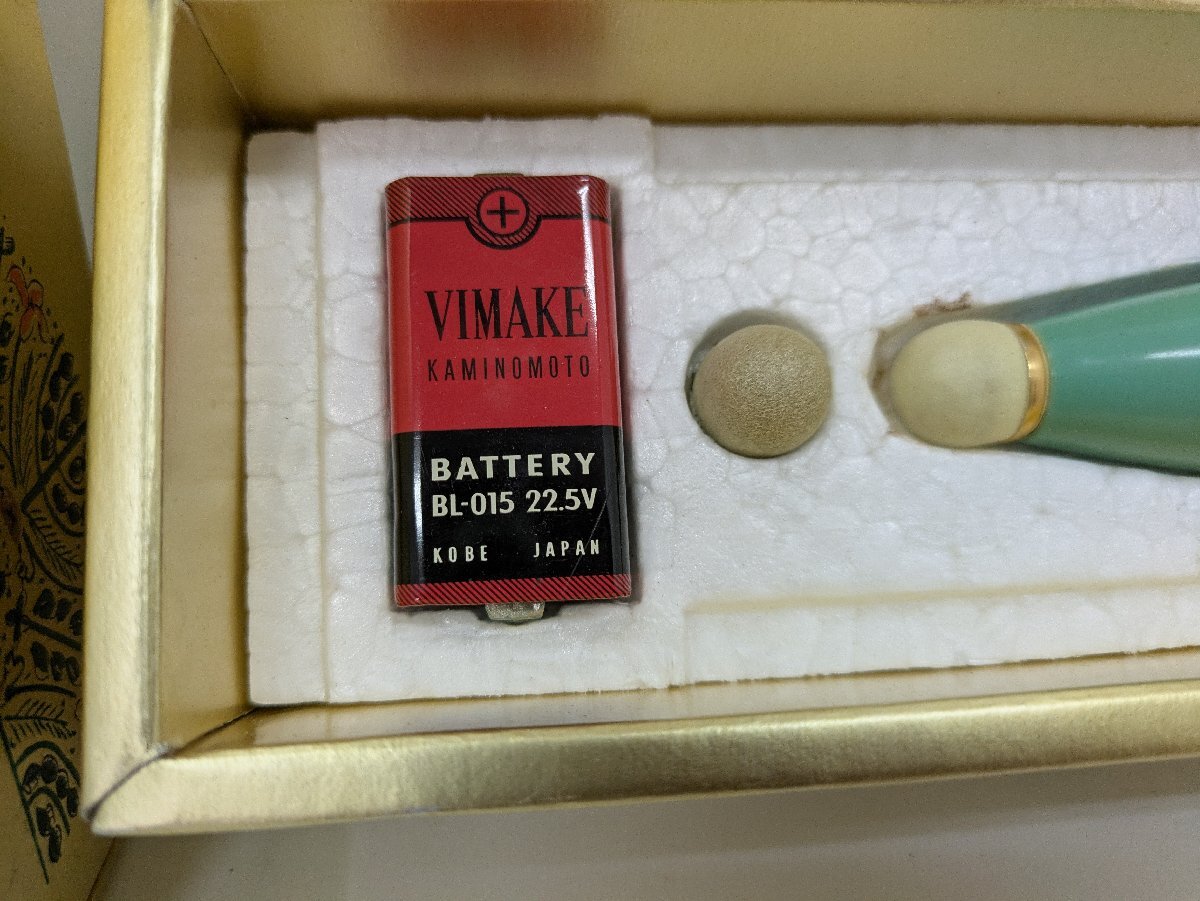 +
VIMAKE
KAMINOMOTO
BATTERY
BL-015 22.5V
KOBE JAPAN